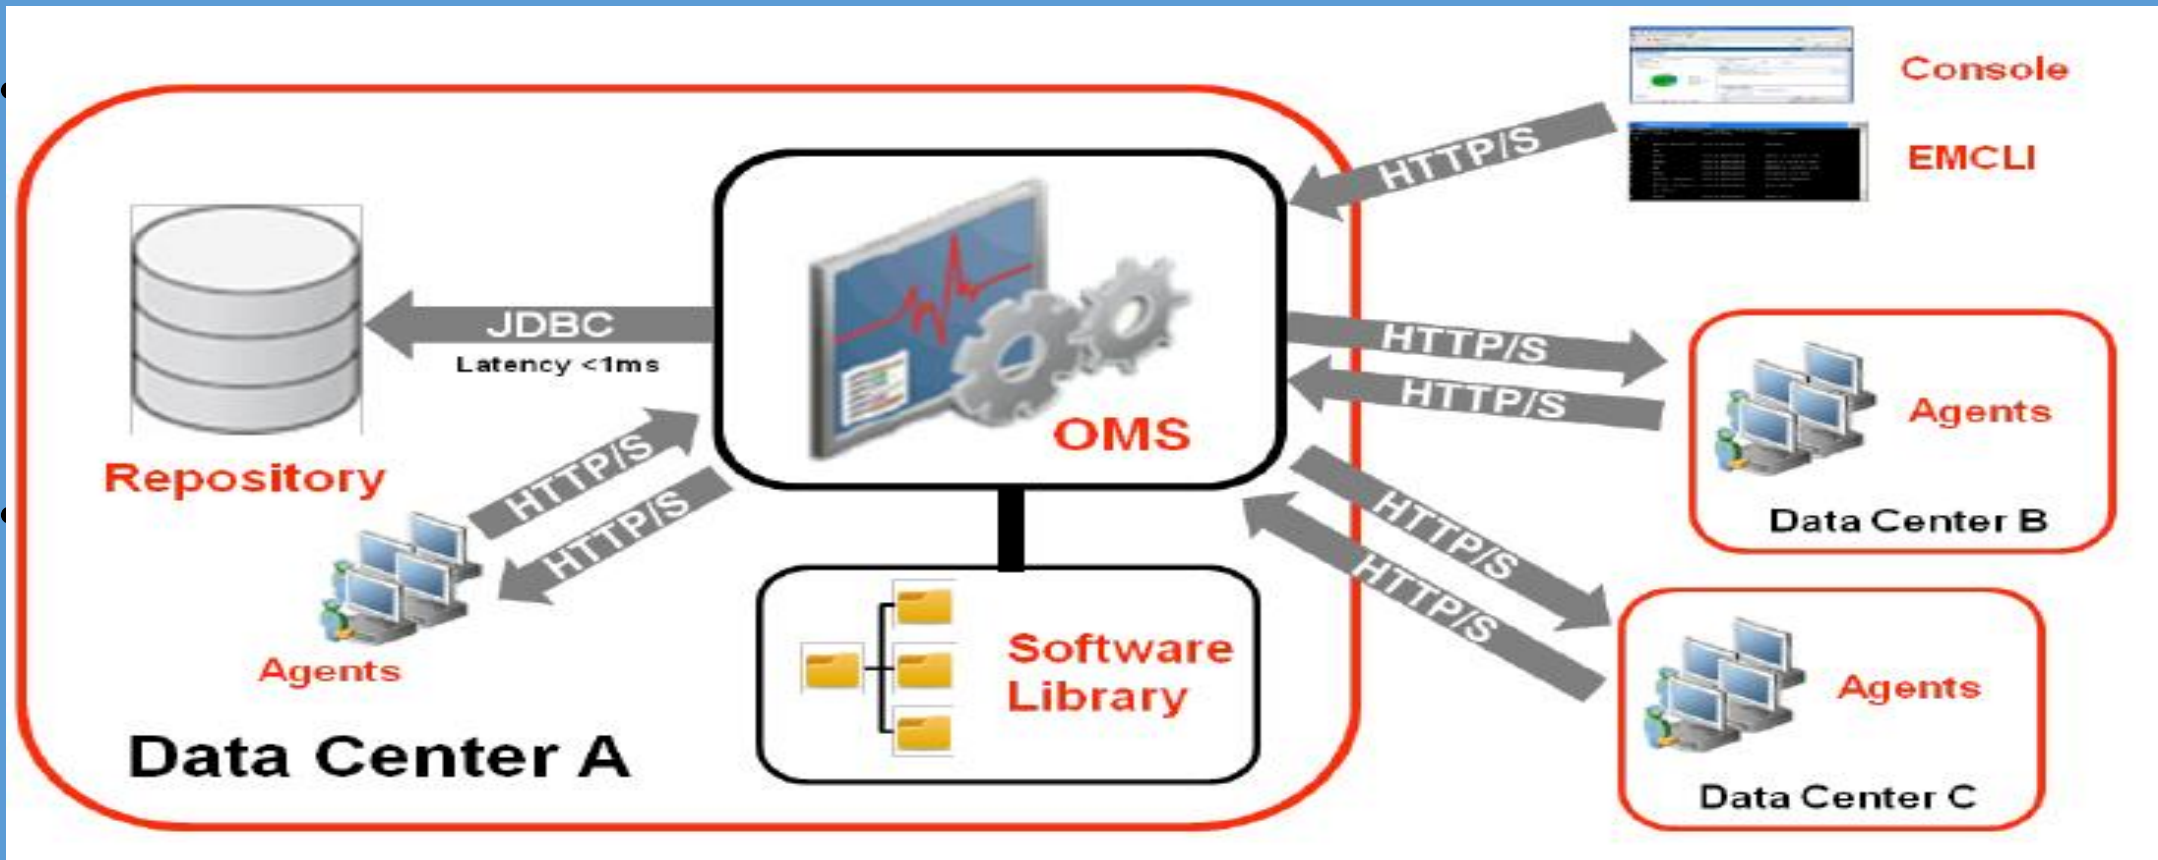 Console
EMCLI
HTTP/S
OMS
JDBC
Latency <1ms
Repository
HTTP/S
HTTP/S
Agents
Data Center A
Software
Library
HTTP/S
HTTP/S
Agents
Data Center B
HTTP/S
HTTP/S
Agents
Data Center C